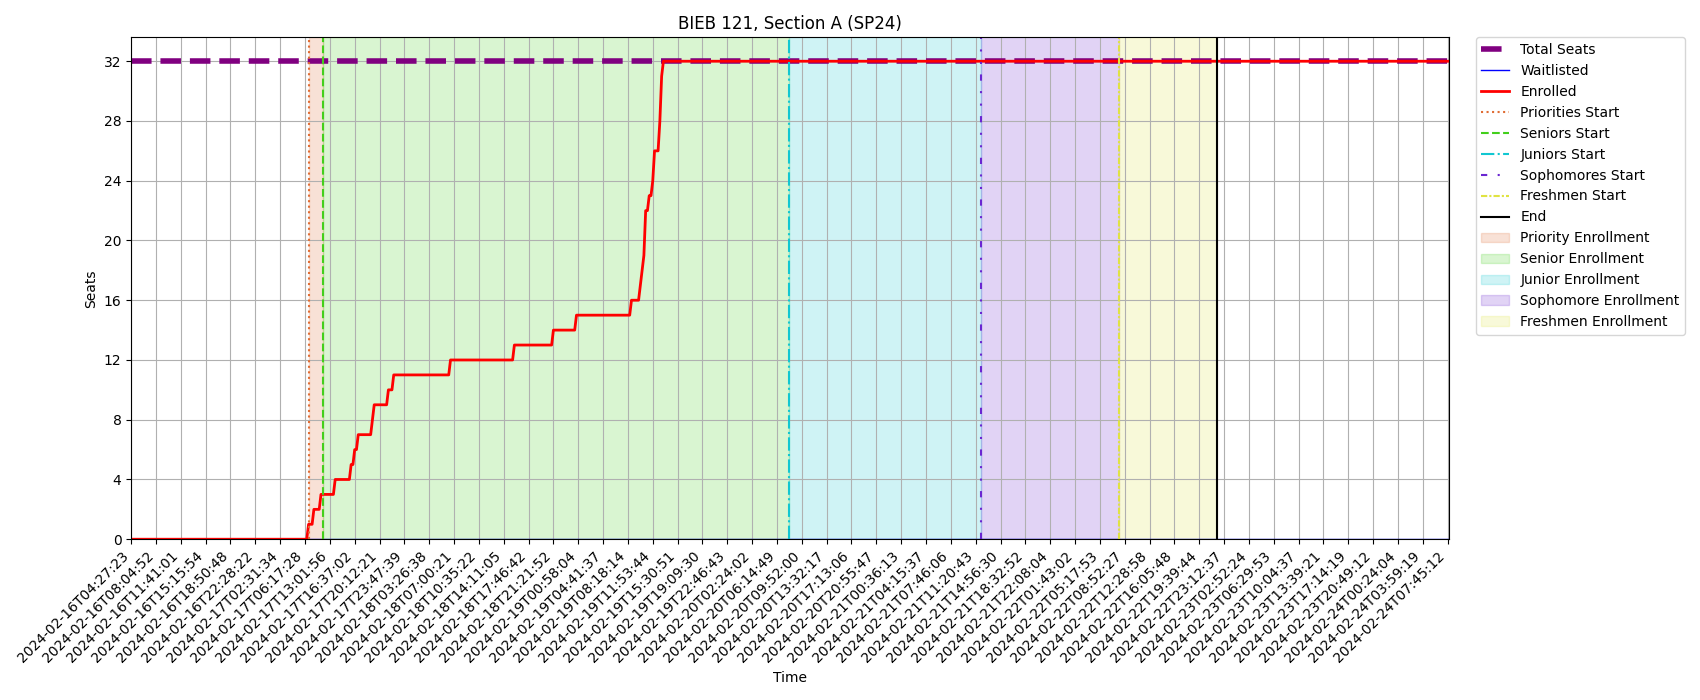 BIEB 121, Section A (SP24)
Seats
32
28
24
20
16
12
8
4
0
2024-02-16T04:27:23
2024-02-16T08:04:52
2024-02-16T11:41:01
2024-02-16T15:15:54
2024-02-16T18:50:48
2024-02-16T22:28:22
2024-02-17T02:31:34
2024-02-17T06:17:28
2024-02-17T13:01:56
2024-02-17T16:37:02
2024-02-17T20:12:21
2024-02-17T23:47:39
2024-02-18T03:26:38
2024-02-18T07:00:21
2024-02-18T10:35:22
2024-02-18T14:11:05
2024-02-18T17:46:42
2024-02-18T21:21:52
2024-02-19T00:58:04
2024-02-19T04:41:37
2024-02-19T08:18:14
2024-02-19T11:53:44
2024-02-19T15:30:51
2024-02-19T19:09:30
2024-02-19T22:46:43
2024-02-20T02:24:02
2024-02-20T06:14:49
2024-02-20T09:52:00
2024-02-20T13:32:17
2024-02-20T17:13:06
2024-02-20T20:55:47
2024-02-21T00:36:13
2024-02-21T04:15:37
2024-02-21T07:46:06
2024-02-21T11:20:43
2024-02-21T14:56:30
2024-02-21T18:32:52
2024-02-21T22:08:04
2024-02-22T01:43:02
2024-02-22T05:17:53
2024-02-22T08:52:27
2024-02-22T12:28:58
2024-02-22T16:05:48
2024-02-22T19:39:44
2024-02-22T23:12:37
2024-02-23T02:52:24
2024-02-23T06:29:53
2024-02-23T10:04:37
2024-02-23T13:39:21
2024-02-23T17:14:19
2024-02-23T20:49:12
2024-02-24T00:24:04
2024-02-24T03:59:19
2024-02-24T07:45:12
Time
Total Seats
Waitlisted
Enrolled
Priorities Start
Seniors Start
Juniors Start
Sophomores Start
Freshmen Start
End
Priority Enrollment
Senior Enrollment
Junior Enrollment
Sophomore Enrollment
Freshmen Enrollment